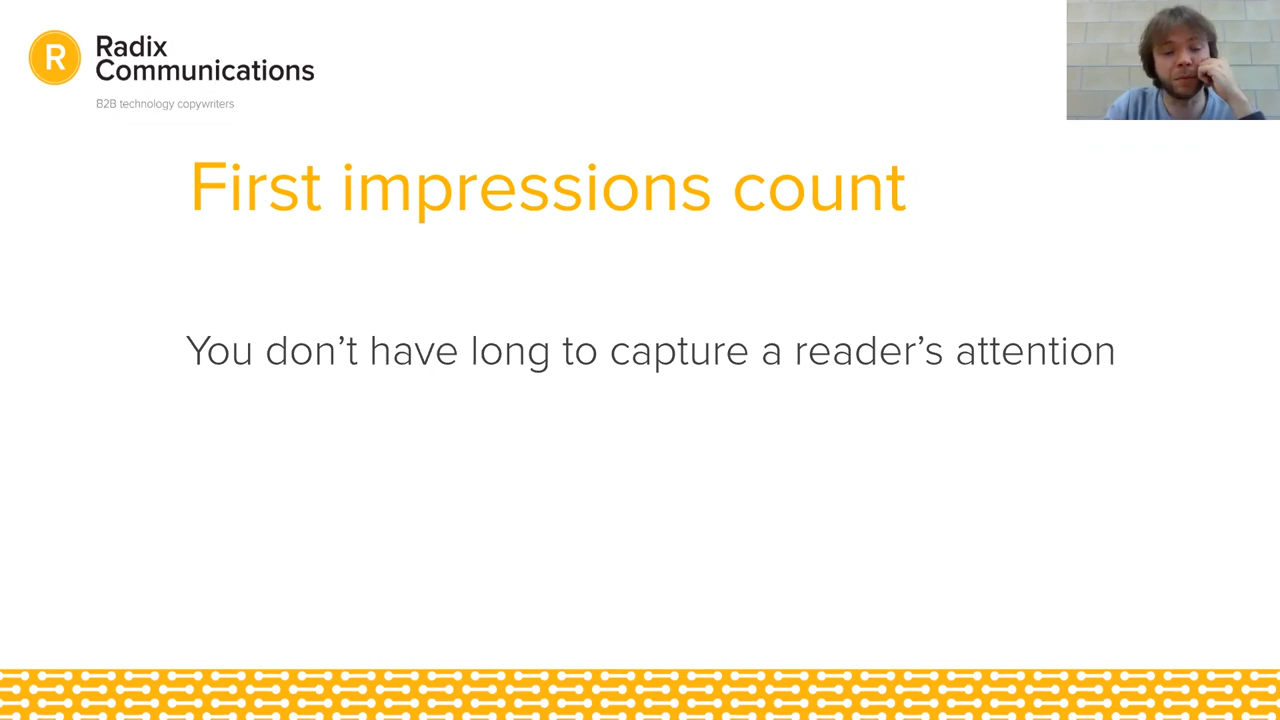 R
Radix
Communications
B2B technology copywriters
First impressions count
You don’t have long to capture a reader’s attention